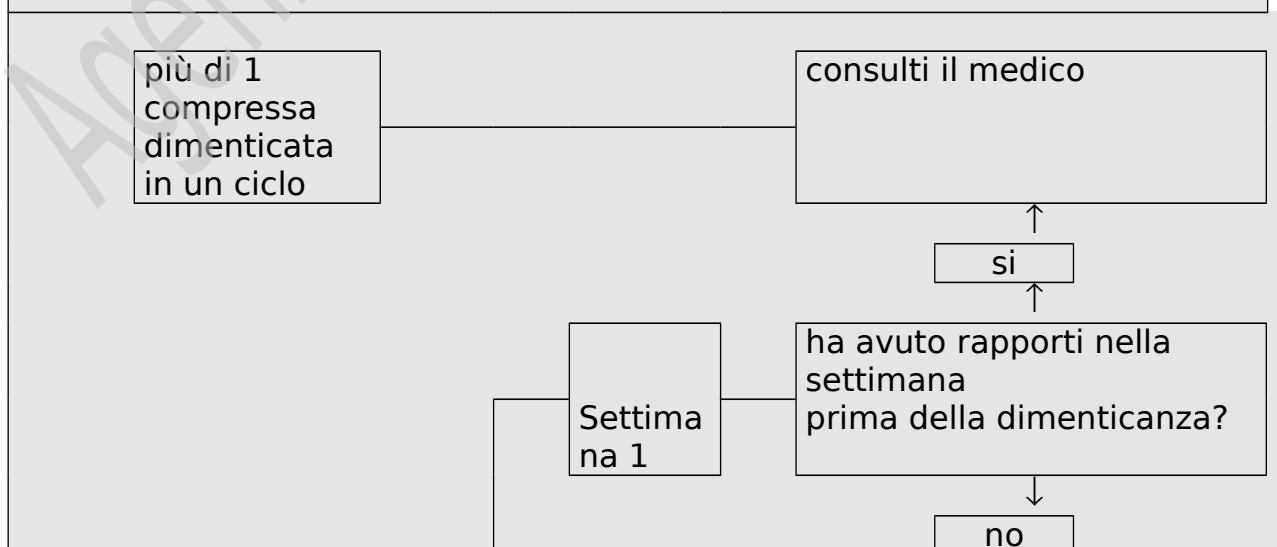 Agen
più di 1
compressa
dimenticata
in un ciclo
consulti il medico
si
ha avuto rapporti nella
settimana
prima della dimenticanza?
Settima
na 1
no